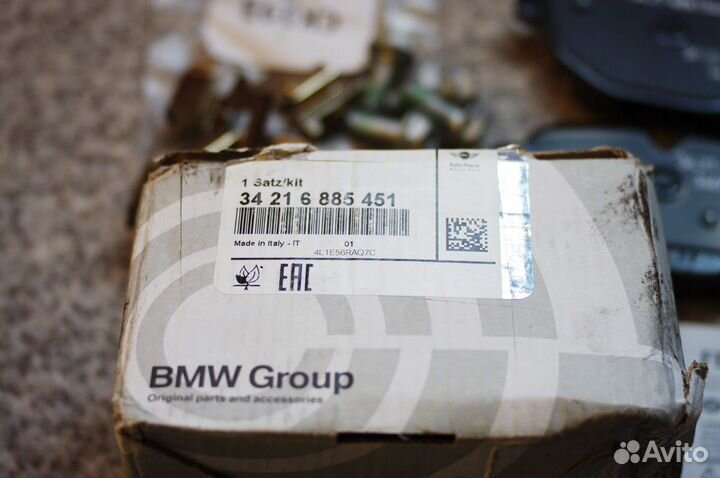 1 Satz/kit
34 21 6 885 451
Made in Italy - IT 01
4L1E56RAQ7C
EAC
BMW Group
Original parts and accessories
Avito